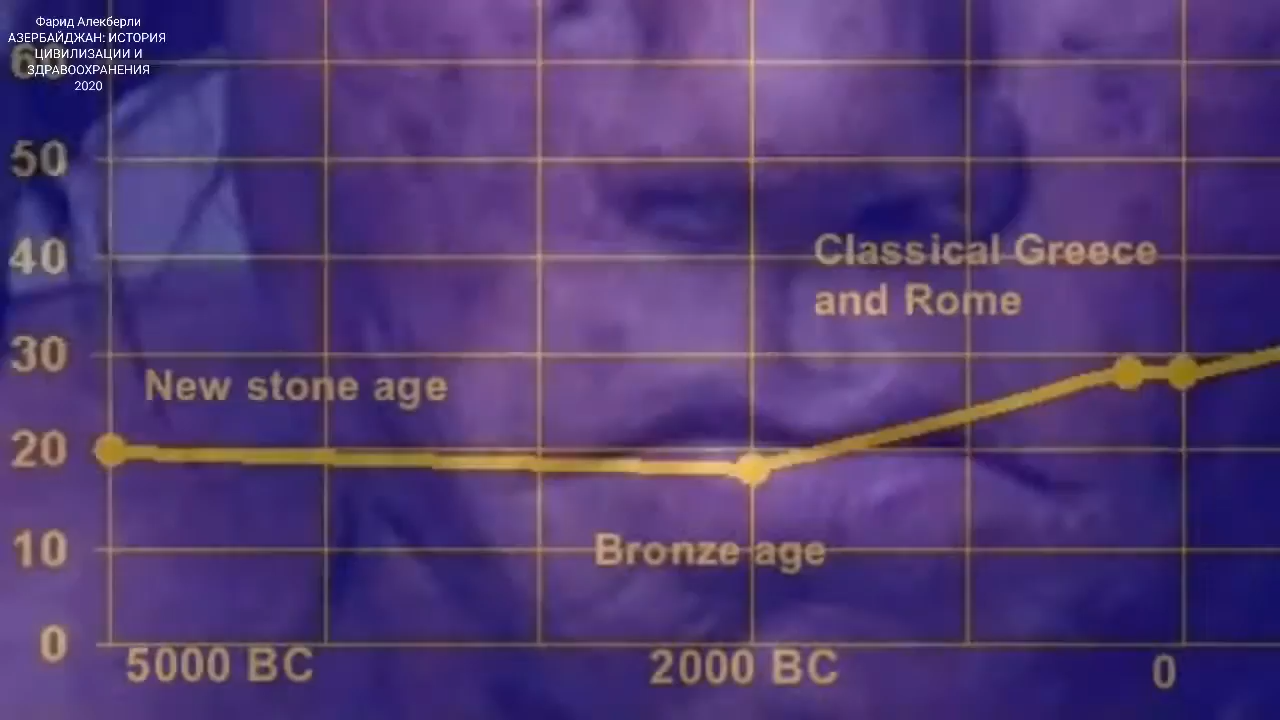 Фарид Алекберли
АЗЕРБАЙДЖАН: ИСТОРИЯ
ЦИВИЛИЗАЦИИ И
ЗДРАВООХРАНЕНИЯ
2020
60
50
40
Classical Greece
and Rome
30
New stone age
20
10
Bronze age
0
5000 BC
2000 BC
0